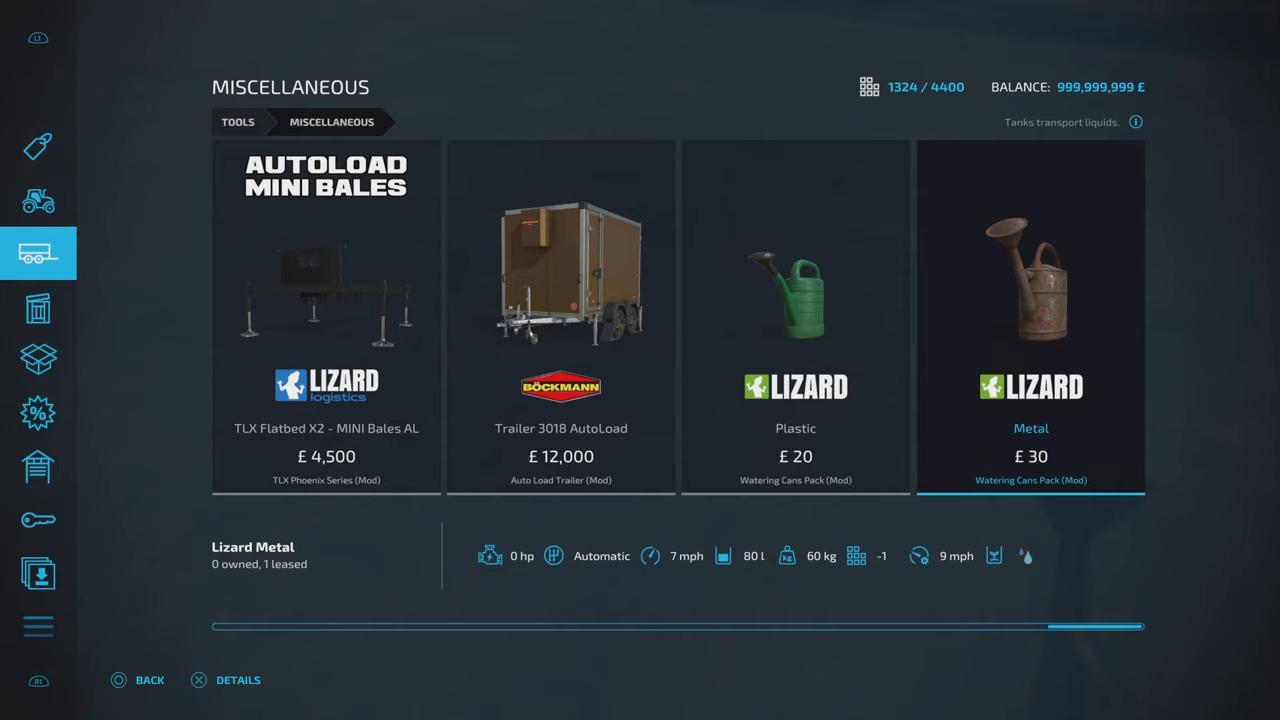 L1
MISCELLANEOUS
1324 / 4400
BALANCE: 999,999,999 £
TOOLS
MISCELLANEOUS
Tanks transport liquids.
AUTOLOAD
MINI BALES
LIZARD
logistics
TLX Flatbed X2 - MINI Bales AL
£ 4,500
TLX Phoenix Series (Mod)
BÖCKMANN
Trailer 3018 AutoLoad
£ 12,000
Auto Load Trailer (Mod)
LIZARD
Plastic
£ 20
Watering Cans Pack (Mod)
LIZARD
Metal
£ 30
Watering Cans Pack (Mod)
Lizard Metal
0 owned, 1 leased
0 hp
Automatic
7 mph
80 l
kg
60 kg
-1
9 mph
R1
BACK
DETAILS